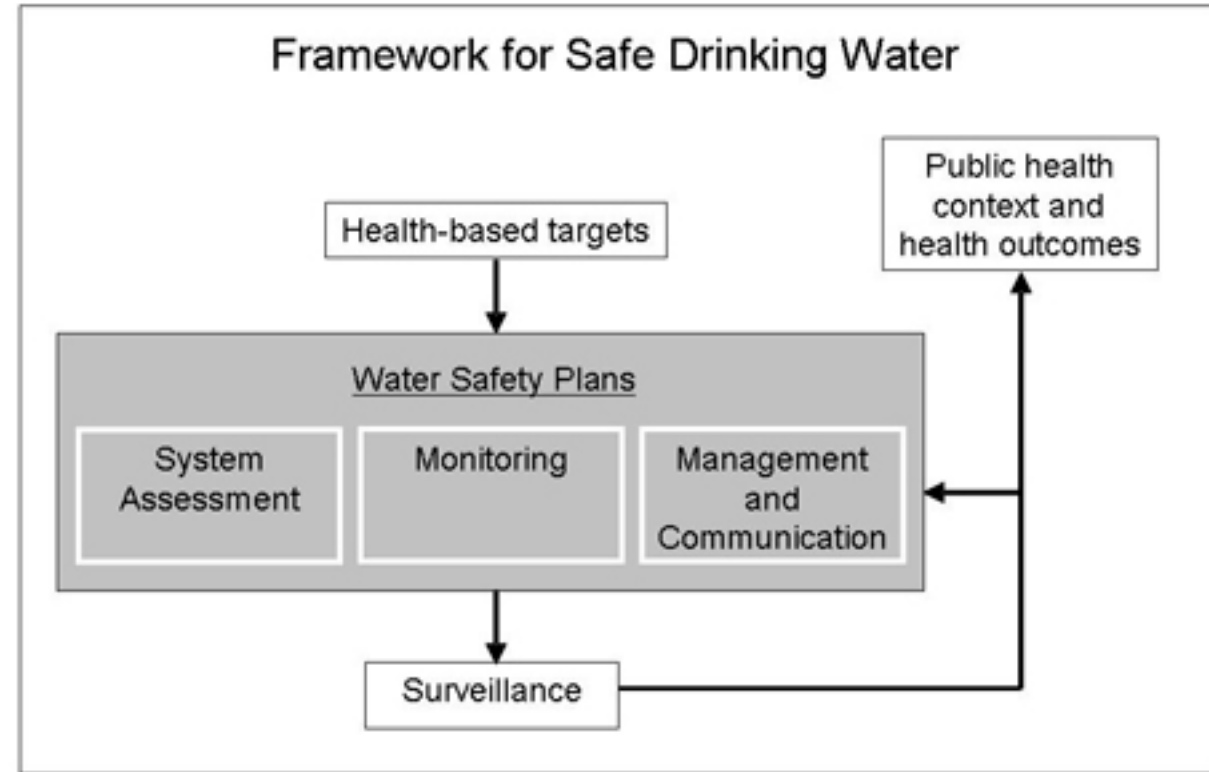 Framework for Safe Drinking Water
Public health
context and
health outcomes
Health-based targets
Water Safety Plans
System
Assessment
Monitoring
Management
and
Communication
Surveillance